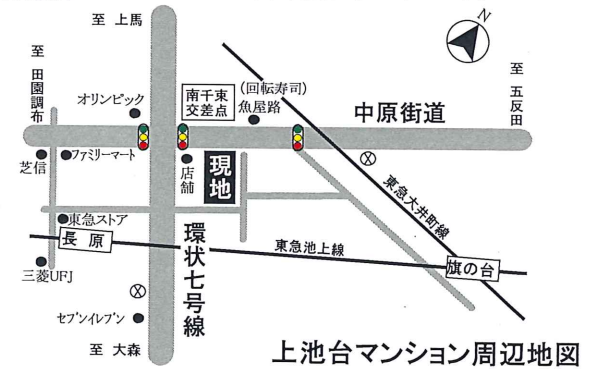 至 上馬
N
至 田園調布
オリンピック
南千束
交差点
(回転寿司)
魚屋路
中原街道
至 五反田
芝信
ファミリーマート
店舗
現地
東急大井町線
東急ストア
長原
環状七号線
東急池上線
旗の台
三菱UFJ
セブンイレブン
至 大森
上池台マンション周辺地図